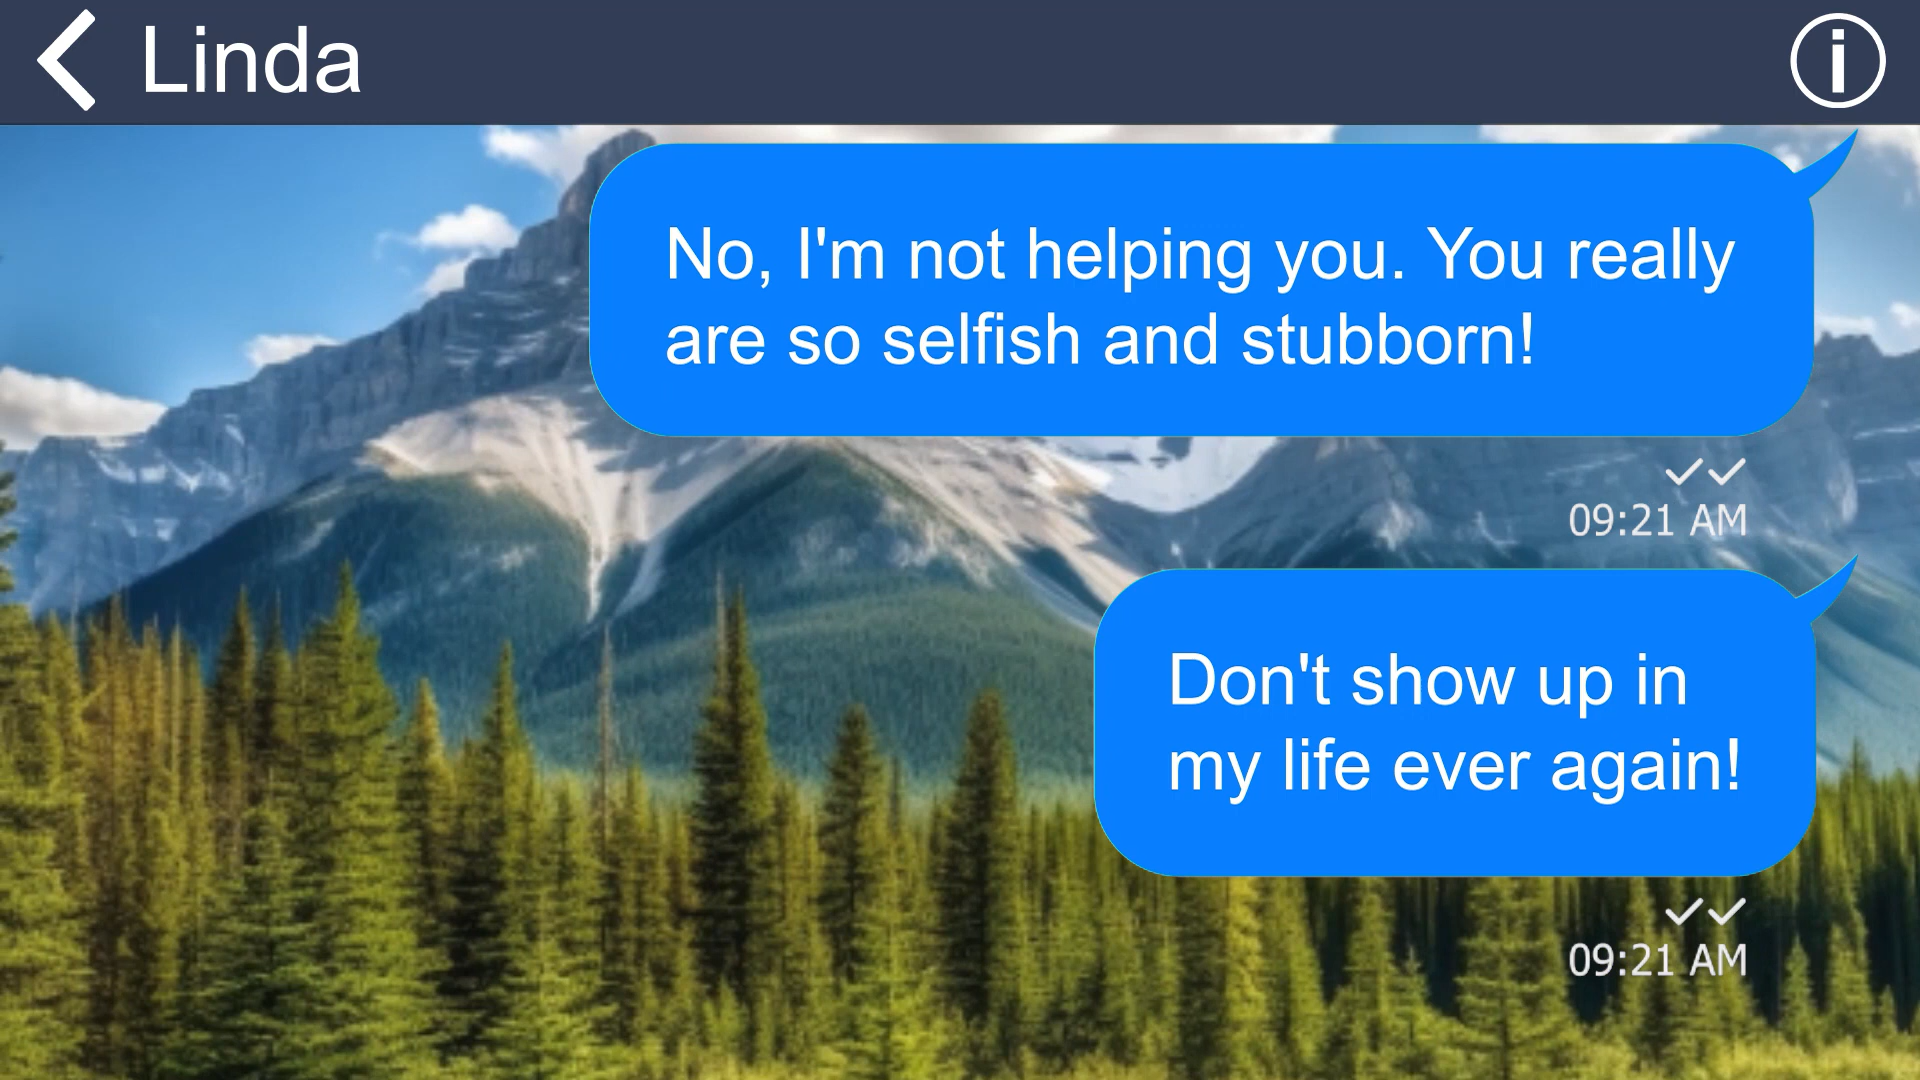 Linda
No, I'm not helping you. You really
are so selfish and stubborn!
09:21 AM
Don't show up in
my life ever again!
09:21 AM